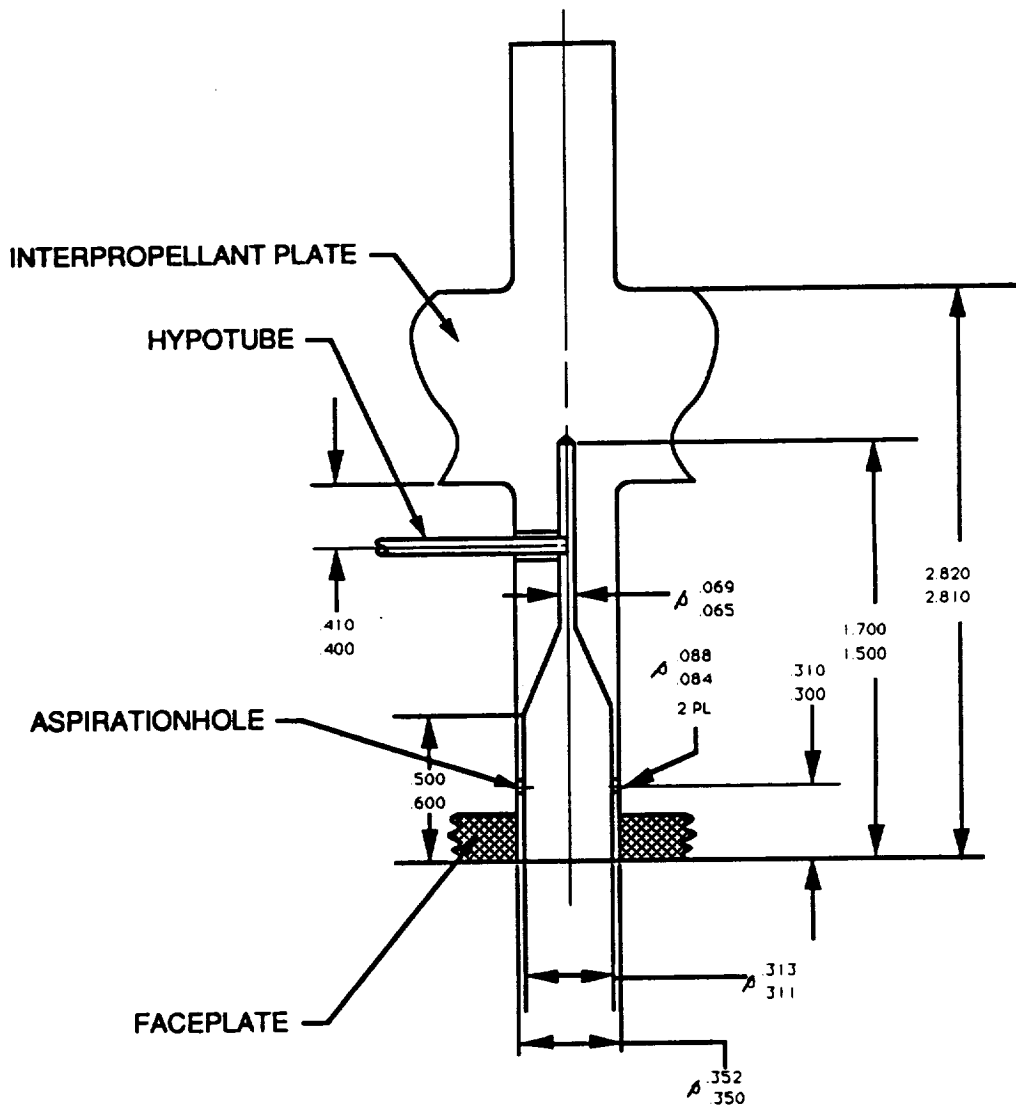 INTERPROPELLANT PLATE
HYPOTUBE
.410
.400
ø .069
.065
ø .088
.084
2 PL
.310
.300
1.700
1.500
2.820
2.810
ASPIRATIONHOLE
.500
.600
FACEPLATE
ø .313
.311
ø .352
.350